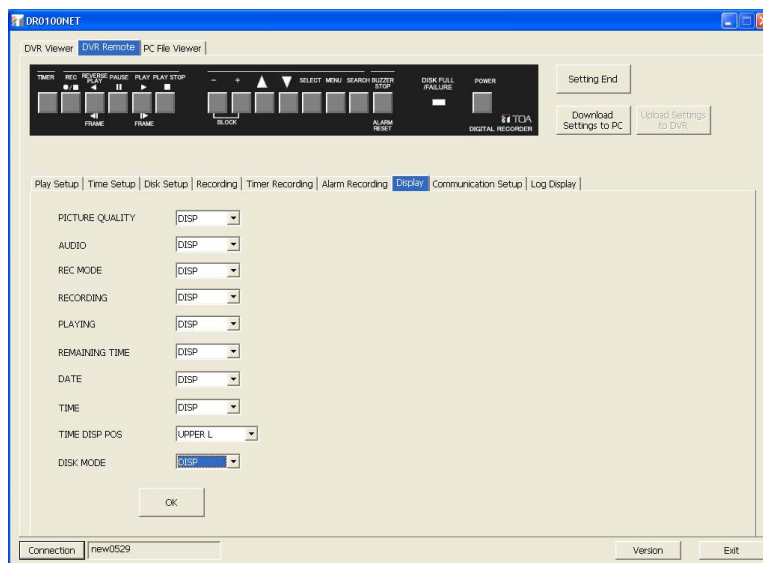 DRO100NET
DVR Viewer DVR Remote PC File Viewer
TIMER REC REVERSE PLAY PAUSE PLAY PLAY STOP - + SELECT MENU SEARCH BUZZER STOP DISK FULL /FAILURE POWER
FRAME FRAME BLOCK ALARM RESET TOA
DIGITAL RECORDER
Setting End
Download Settings to PC Upload Settings to DVR
Play Setup Time Setup Disk Setup Recording Timer Recording Alarm Recording Display Communication Setup Log Display
PICTURE QUALITY DISP
AUDIO DISP
REC MODE DISP
RECORDING DISP
PLAYING DISP
REMAINING TIME DISP
DATE DISP
TIME DISP
TIME DISP POS UPPER L
DISK MODE DISP
OK
Connection new0529 Version Exit